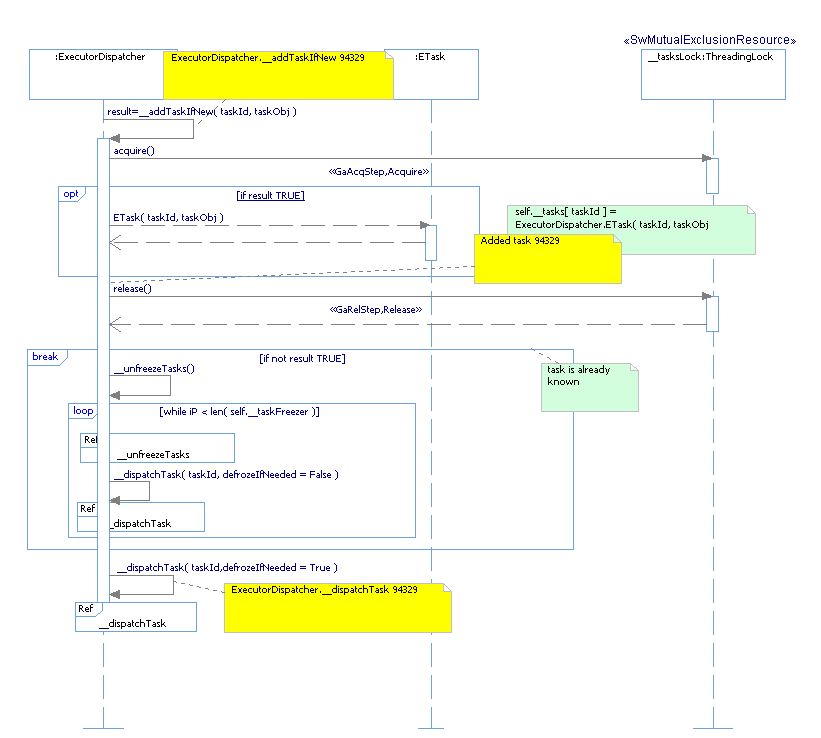 «SwMutualExclusionResource»
:ExecutorDispatcher
ExecutorDispatcher.__addTaskIfNew 94329
:ETask
__tasksLock:ThreadingLock
result=__addTaskIfNew( taskId, taskObj )
acquire()
«GaAcqStep,Acquire»
opt
[if result TRUE]
ETask( taskId, taskObj )
self.__tasks[ taskId ] =
ExecutorDispatcher.ETask( taskId, taskObj
Added task 94329
release()
«GaRelStep,Release»
break
[if not result TRUE]
task is already
known
__unfreezeTasks()
loop
[while iP < len( self.__taskFreezer )]
Ref
__unfreezeTasks
__dispatchTask( taskId, defrozeIfNeeded = False )
Ref
_dispatchTask
__dispatchTask( taskId,defrozeIfNeeded = True )
ExecutorDispatcher.__dispatchTask 94329
Ref
__dispatchTask